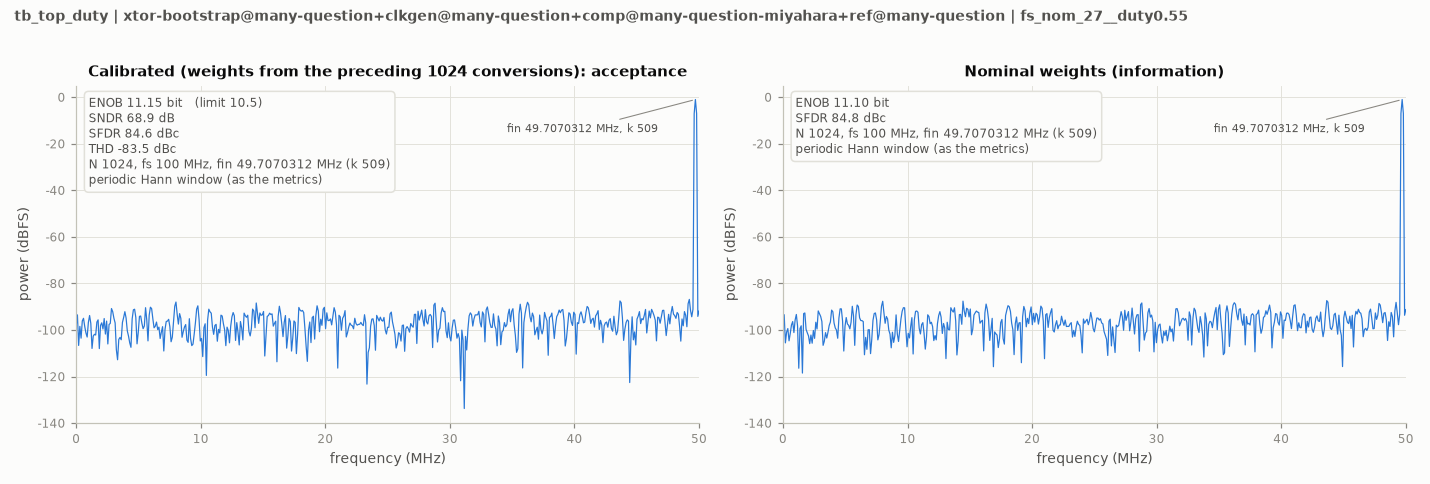 tb_top_duty | xtor-bootstrap@many-question+clkgen@many-question+comp@many-question-miyahara+ref@many-question | fs_nom_27__duty0.55
Calibrated (weights from the preceding 1024 conversions): acceptance
ENOB 11.15 bit   (limit 10.5)
SNDR 68.9 dB
SFDR 84.6 dBc
THD -83.5 dBc
N 1024, fs 100 MHz, fin 49.7070312 MHz (k 509)
periodic Hann window (as the metrics)
fin 49.7070312 MHz, k 509
power (dBFS)
0
-20
-40
-60
-80
-100
-120
-140
0 10 20 30 40 50
frequency (MHz)
Nominal weights (information)
ENOB 11.10 bit
SFDR 84.8 dBc
N 1024, fs 100 MHz, fin 49.7070312 MHz (k 509)
periodic Hann window (as the metrics)
fin 49.7070312 MHz, k 509
power (dBFS)
0
-20
-40
-60
-80
-100
-120
-140
0 10 20 30 40 50
frequency (MHz)